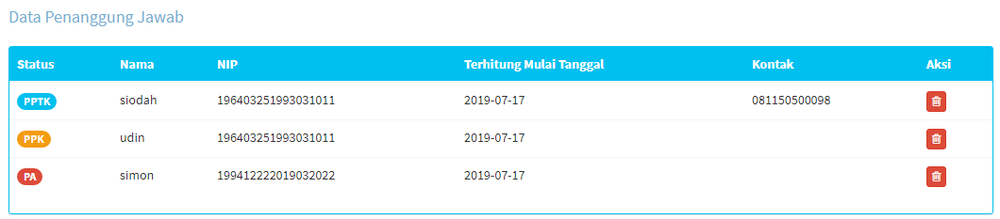 Data Penanggung Jawab
Status Nama NIP Terhitung Mulai Tanggal Kontak Aksi
PPTK siodah 196403251993031011 2019-07-17 081150500098
PPK udin 196403251993031011 2019-07-17
PA simon 199412222019032022 2019-07-17